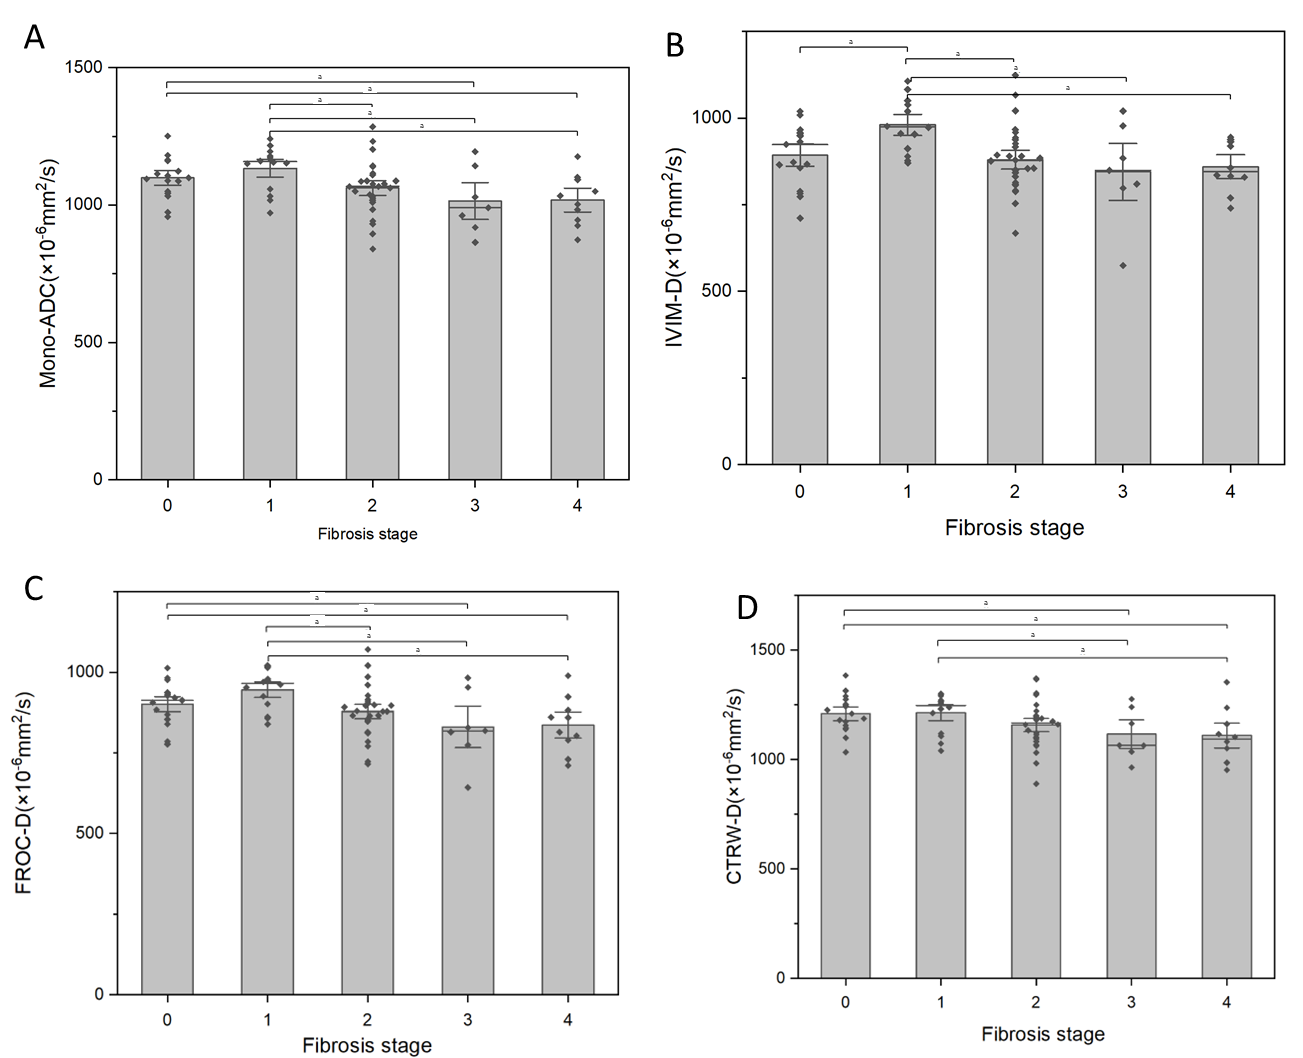 A
1500
1000
500
0
Mono-ADC(×10⁻⁶mm²/s)
a
a
a
a
a
0 1 2 3 4
Fibrosis stage
B
1000
500
0
IVIM-D(×10⁻⁶mm²/s)
a
a
a
a
0 1 2 3 4
Fibrosis stage
C
1000
500
0
FROC-D(×10⁻⁶mm²/s)
a
a
a
a
a
0 1 2 3 4
Fibrosis stage
D
1500
1000
500
0
CTRW-D(×10⁻⁶mm²/s)
a
a
a
a
0 1 2 3 4
Fibrosis stage